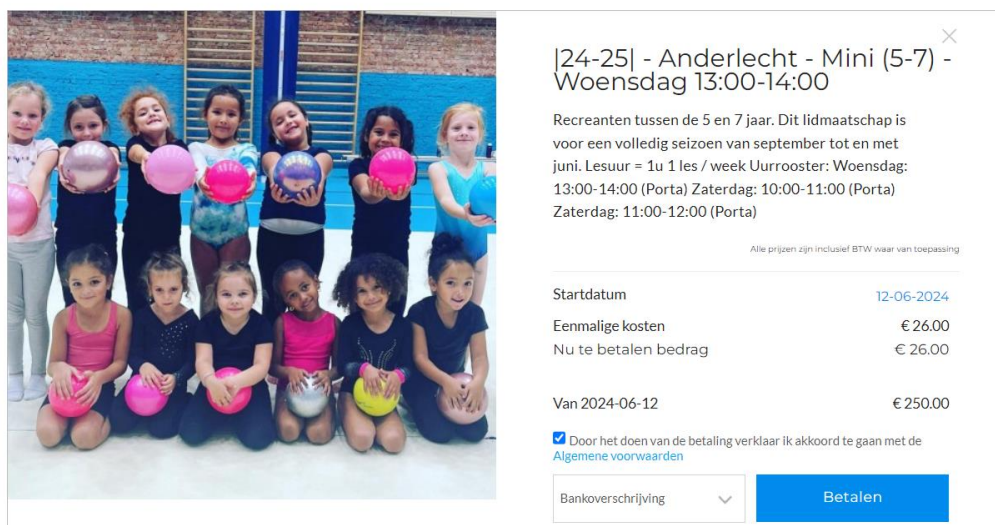 |24-25| - Anderlecht - Mini (5-7) -
Woensdag 13:00-14:00
Recreanten tussen de 5 en 7 jaar. Dit lidmaatschap is
voor een volledig seizoen van september tot en met
juni. Lesuur = 1u 1 les / week Uurrooster: Woensdag:
13:00-14:00 (Porta) Zaterdag: 10:00-11:00 (Porta)
Zaterdag: 11:00-12:00 (Porta)
Alle prijzen zijn inclusief BTW waar van toepassing
Startdatum 12-06-2024
Eenmalige kosten € 26.00
Nu te betalen bedrag € 26.00
Van 2024-06-12 € 250.00
Door het doen van de betaling verklaar ik akkoord te gaan met de
Algemene voorwaarden
Bankoverschrijving Betalen